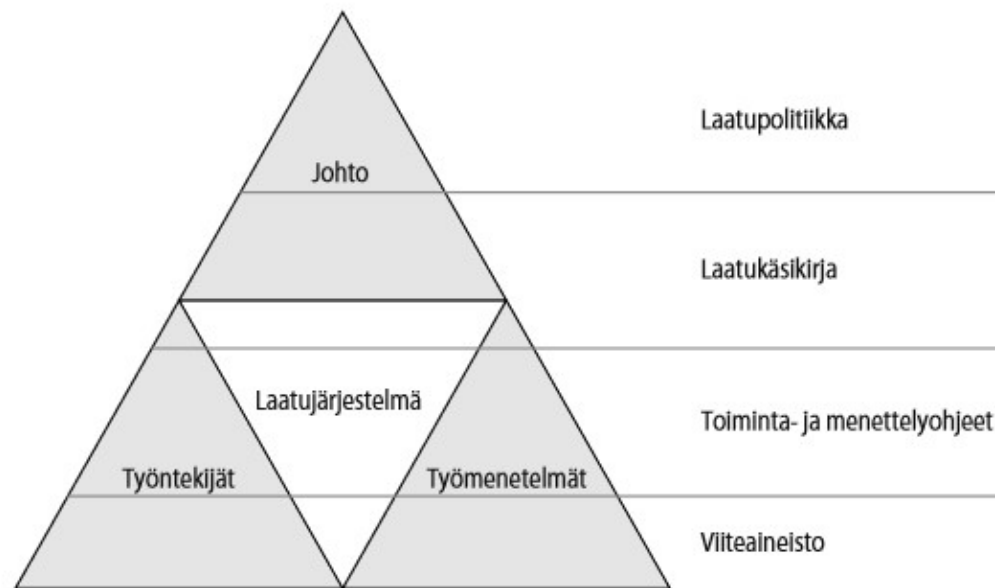 Laatupolitiikka
Johto
Laatukäsikirja
Laatujärjestelmä
Toiminta- ja menettelyohjeet
Työntekijät
Työmenetelmät
Viiteaineisto